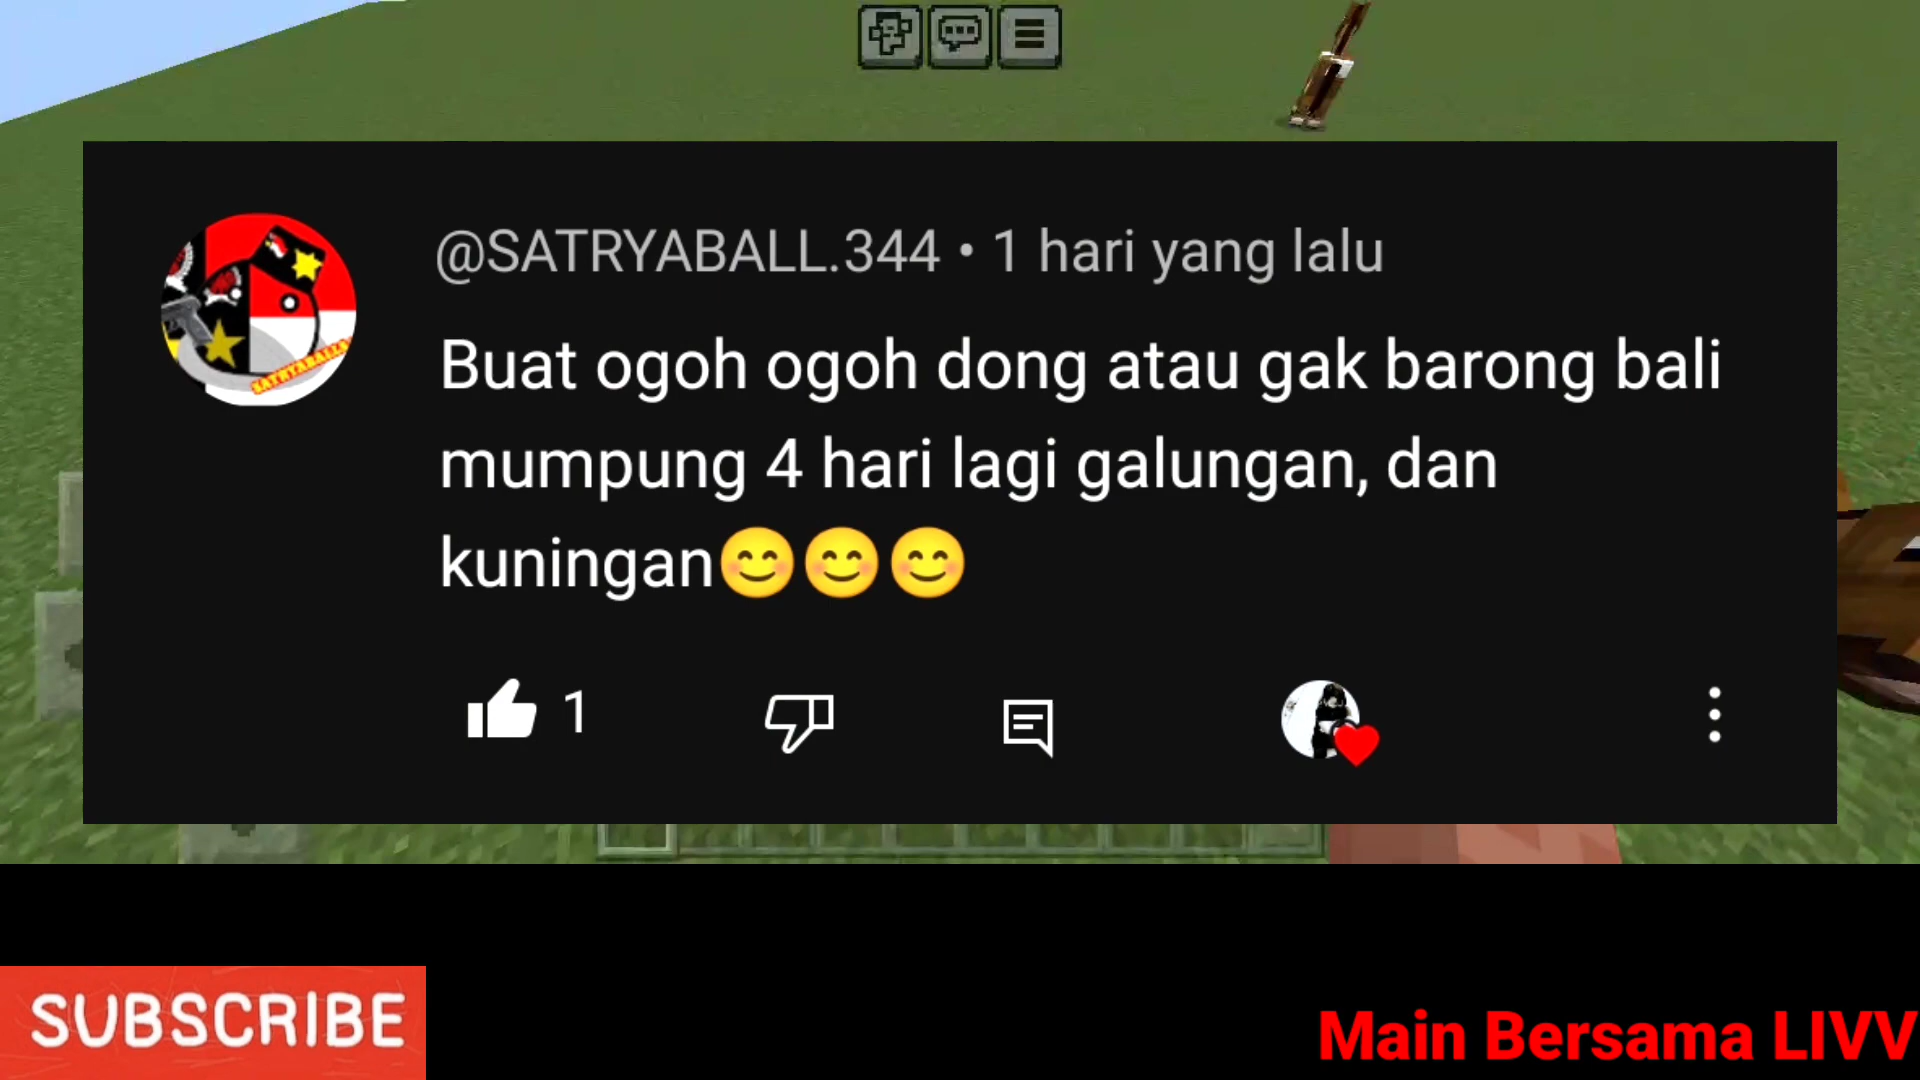 @SATRYABALL.344 • 1 hari yang lalu
Buat ogoh ogoh dong atau gak barong bali
mumpung 4 hari lagi galungan, dan
kuningan😊😊😊
1
SUBSCRIBE
Main Bersama LIVV